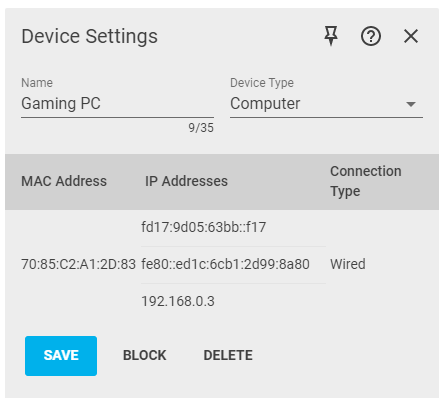 Device Settings
Name
Device Type
Gaming PC
Computer
9/35
MAC Address
IP Addresses
Connection
Type
fd17:9d05:63bb::f17
70:85:C2:A1:2D:83
fe80::ed1c:6cb1:2d99:8a80
Wired
192.168.0.3
SAVE
BLOCK
DELETE